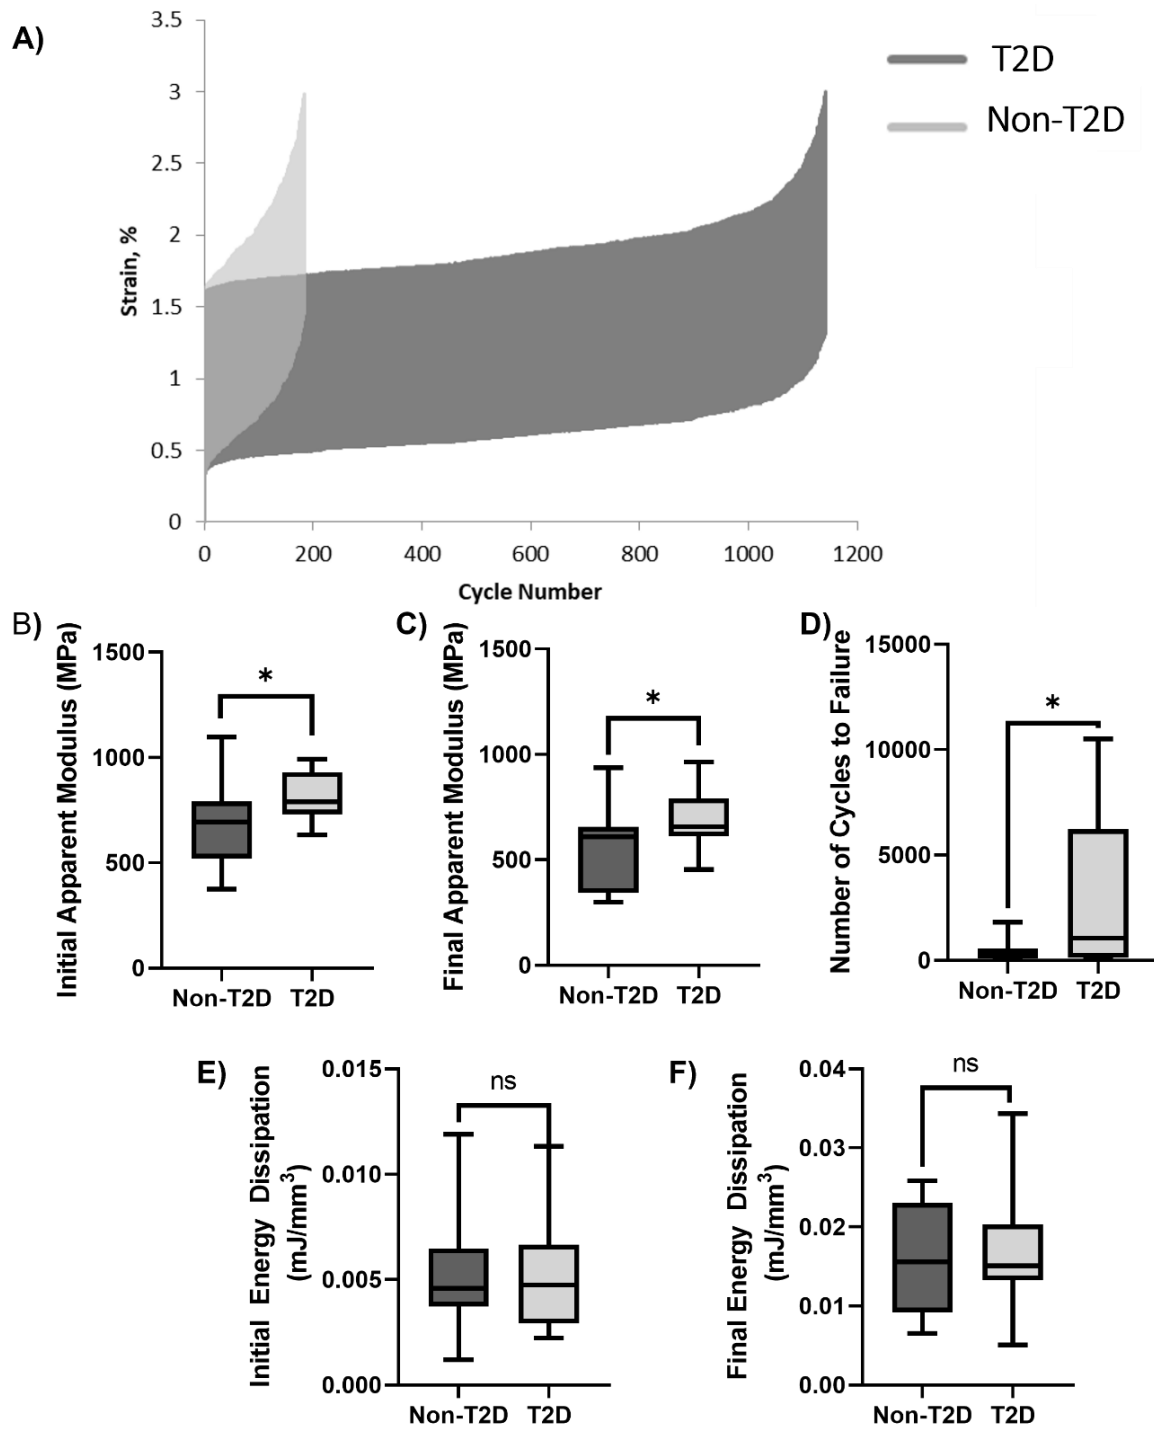 A)
3.5
3
2.5
2
1.5
1
0.5
0
Strain, %
0 200 400 600 800 1000 1200
Cycle Number
T2D
Non-T2D
B)
Initial Apparent Modulus (MPa)
1500
1000
500
0
*
Non-T2D T2D
C)
Final Apparent Modulus (MPa)
1500
1000
500
0
*
Non-T2D T2D
D)
Number of Cycles to Failure
15000
10000
5000
0
*
Non-T2D T2D
E)
Initial Energy Dissipation
(mJ/mm³)
0.015
0.010
0.005
0.000
ns
Non-T2D T2D
F)
Final Energy Dissipation
(mJ/mm³)
0.04
0.03
0.02
0.01
0.00
ns
Non-T2D T2D